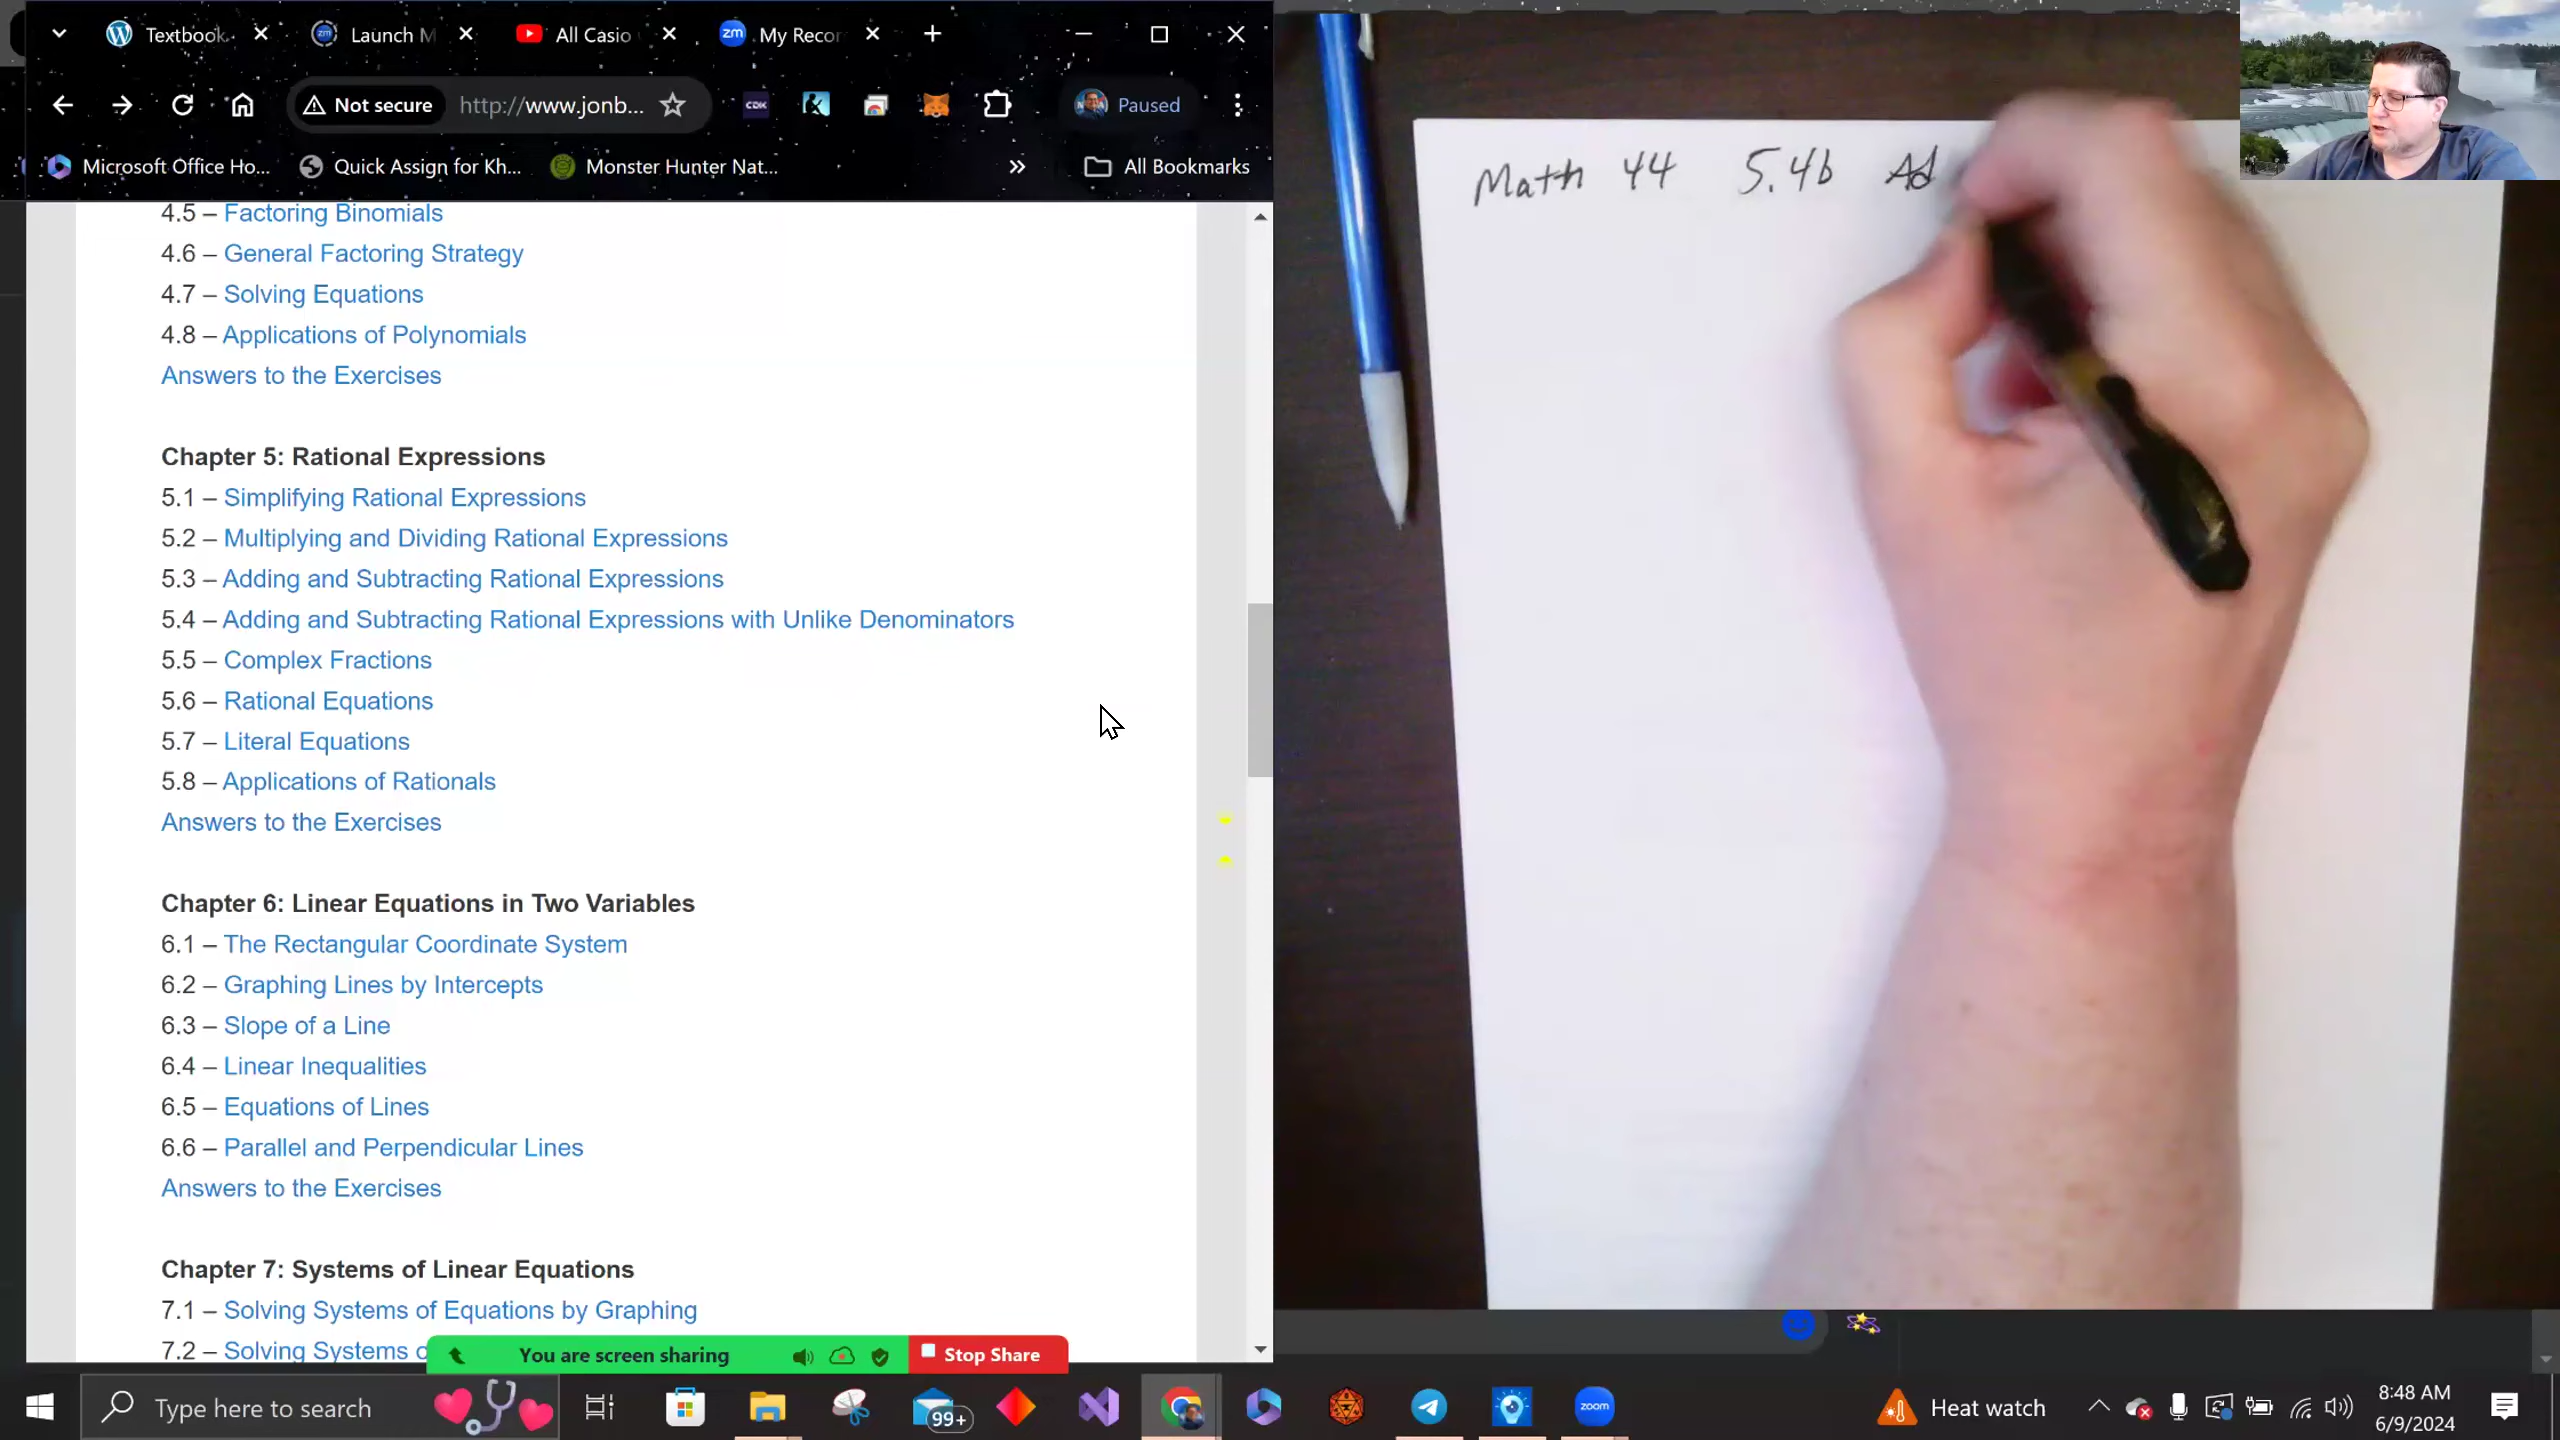 Textbook
Launch M
All Casio
zm
My Recor
Not secure
http://www.jonb...
CDK
Paused
Microsoft Office Ho...
Quick Assign for Kh...
Monster Hunter Nat...
»
All Bookmarks
4.5 – Factoring Binomials
4.6 – General Factoring Strategy
4.7 – Solving Equations
4.8 – Applications of Polynomials
Answers to the Exercises
Chapter 5: Rational Expressions
5.1 – Simplifying Rational Expressions
5.2 – Multiplying and Dividing Rational Expressions
5.3 – Adding and Subtracting Rational Expressions
5.4 – Adding and Subtracting Rational Expressions with Unlike Denominators
5.5 – Complex Fractions
5.6 – Rational Equations
5.7 – Literal Equations
5.8 – Applications of Rationals
Answers to the Exercises
Chapter 6: Linear Equations in Two Variables
6.1 – The Rectangular Coordinate System
6.2 – Graphing Lines by Intercepts
6.3 – Slope of a Line
6.4 – Linear Inequalities
6.5 – Equations of Lines
6.6 – Parallel and Perpendicular Lines
Answers to the Exercises
Chapter 7: Systems of Linear Equations
7.1 – Solving Systems of Equations by Graphing
7.2 – Solving Systems o
You are screen sharing
Stop Share
Math 44 5.4b Ad
Type here to search
99+
zoom
Heat watch
8:48 AM
6/9/2024